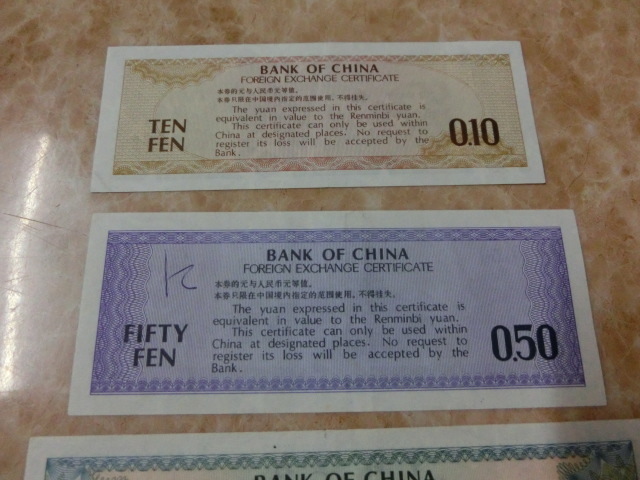 BANK OF CHINA
FOREIGN EXCHANGE CERTIFICATE
本券的元与人民币元等值。
本券只限在中国境内指定的范围使用，不得挂失。
The yuan expressed in this certificate is
equivalent in value to the Renminbi yuan.
This certificate can only be used within
China at designated places. No request to
register its loss will be accepted by the
Bank.
TEN
FEN
0.10
BANK OF CHINA
FOREIGN EXCHANGE CERTIFICATE
本券的元与人民币元等值。
本券只限在中国境内指定的范围使用，不得挂失。
The yuan expressed in this certificate is
equivalent in value to the Renminbi yuan.
This certificate can only be used within
China at designated places. No request to
register its loss will be accepted by the
Bank.
FIFTY
FEN
0.50
BANK OF CHINA